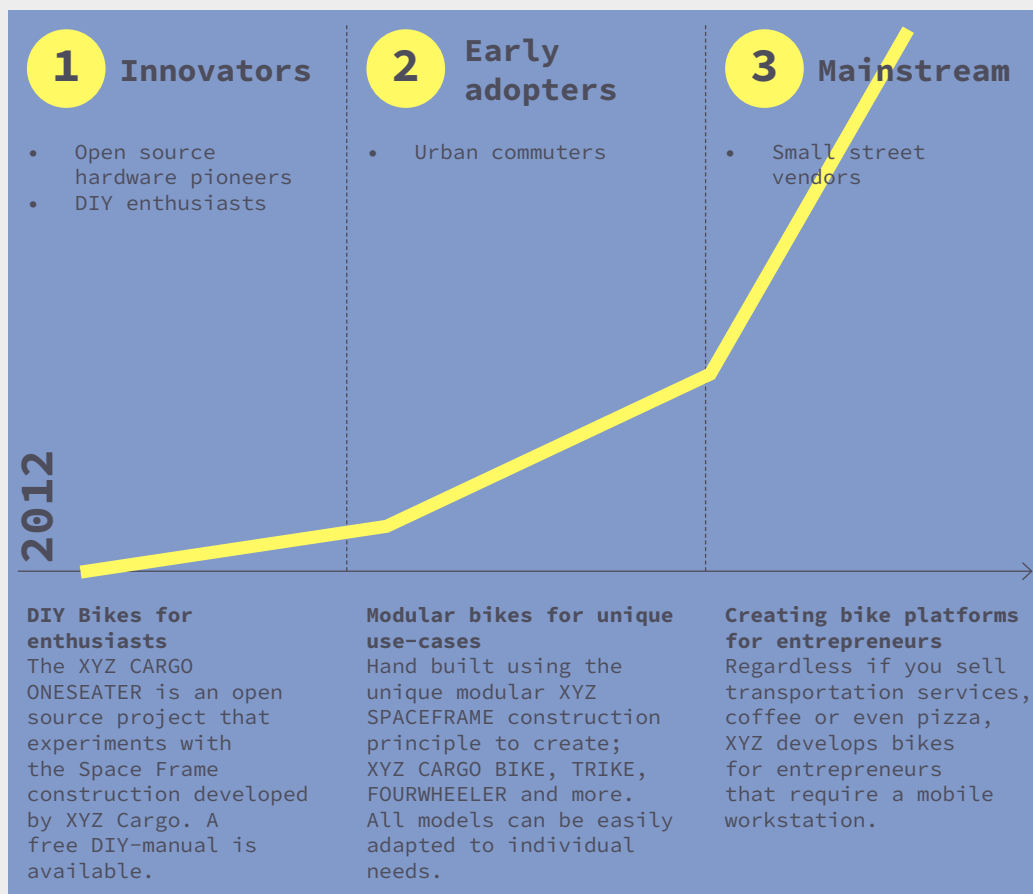 1 Innovators
• Open source
hardware pioneers
• DIY enthusiasts
2 Early
adopters
• Urban commuters
3 Mainstream
• Small street
vendors
2012
DIY Bikes for
enthusiasts
The XYZ CARGO
ONESEATER is an open
source project that
experiments with
the Space Frame
construction developed
by XYZ Cargo. A
free DIY-manual is
available.
Modular bikes for unique
use-cases
Hand built using the
unique modular XYZ
SPACEFRAME construction
principle to create;
XYZ CARGO BIKE, TRIKE,
FOURWHEELER and more.
All models can be easily
adapted to individual
needs.
Creating bike platforms
for entrepreneurs
Regardless if you sell
transportation services,
coffee or even pizza,
XYZ develops bikes
for entrepreneurs
that require a mobile
workstation.